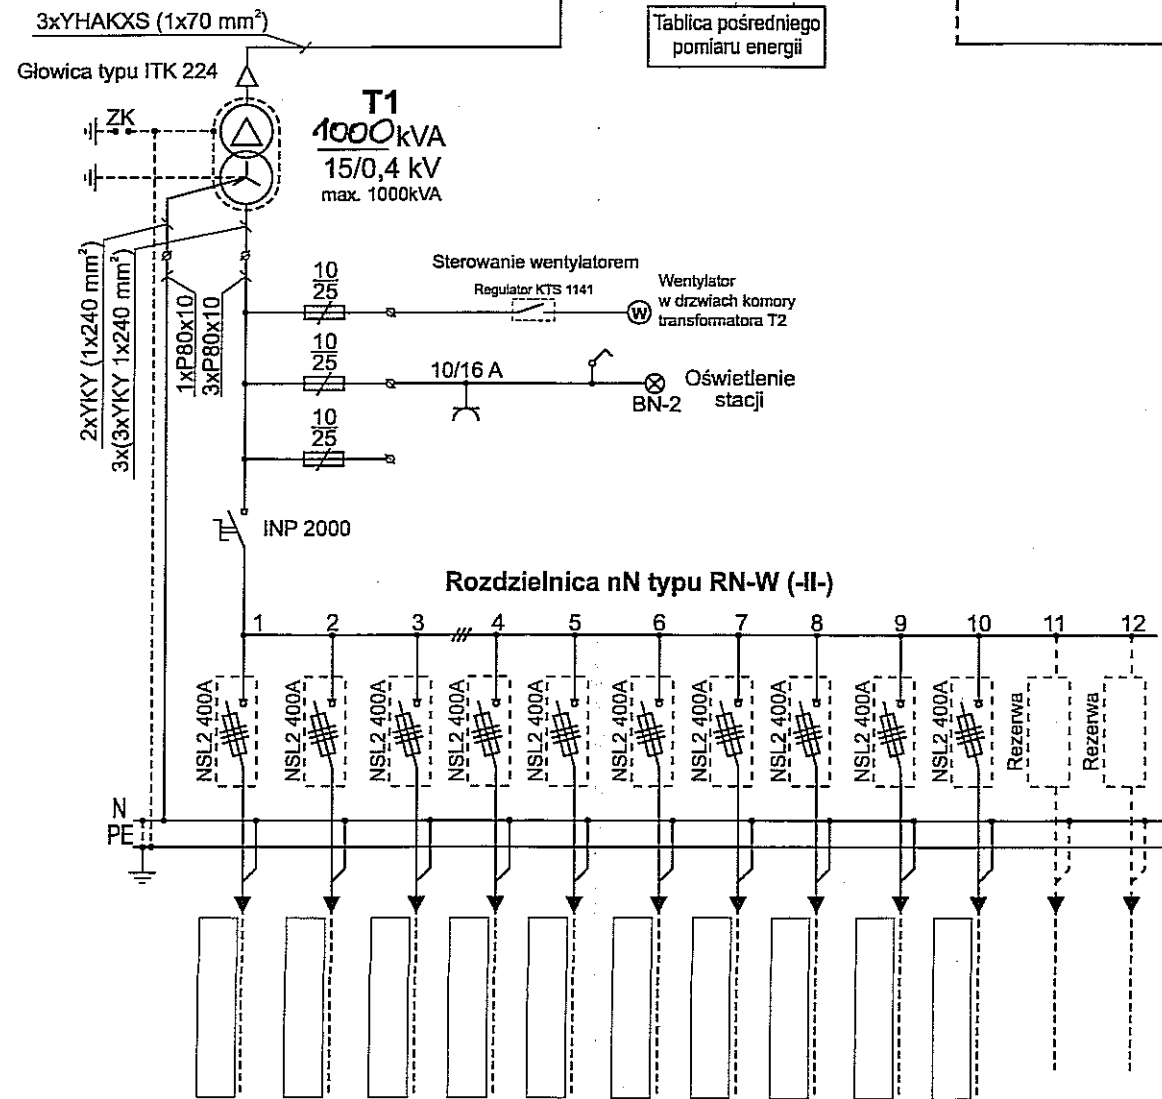 3xYHAKXS (1x70 mm²)
Tablica pośredniego
pomiaru energii
Głowica typu ITK 224
ZK
T1
1000 kVA
15/0,4 kV
max. 1000kVA
2xYKY (1x240 mm²)
3x(3xYKY 1x240 mm²)
1xP80x10
3xP80x10
10
25
Sterowanie wentylatorem
Regulator KTS 1141
W
Wentylator
w drzwiach komory
transformatora T2
10
25
10/16 A
BN-2
Oświetlenie
stacji
10
25
INP 2000
Rozdzielnica nN typu RN-W (-II-)
1 2 3 4 5 6 7 8 9 10 11 12
NSL2 400A
NSL2 400A
NSL2 400A
NSL2 400A
NSL2 400A
NSL2 400A
NSL2 400A
NSL2 400A
NSL2 400A
NSL2 400A
Rezerwa
Rezerwa
N
PE